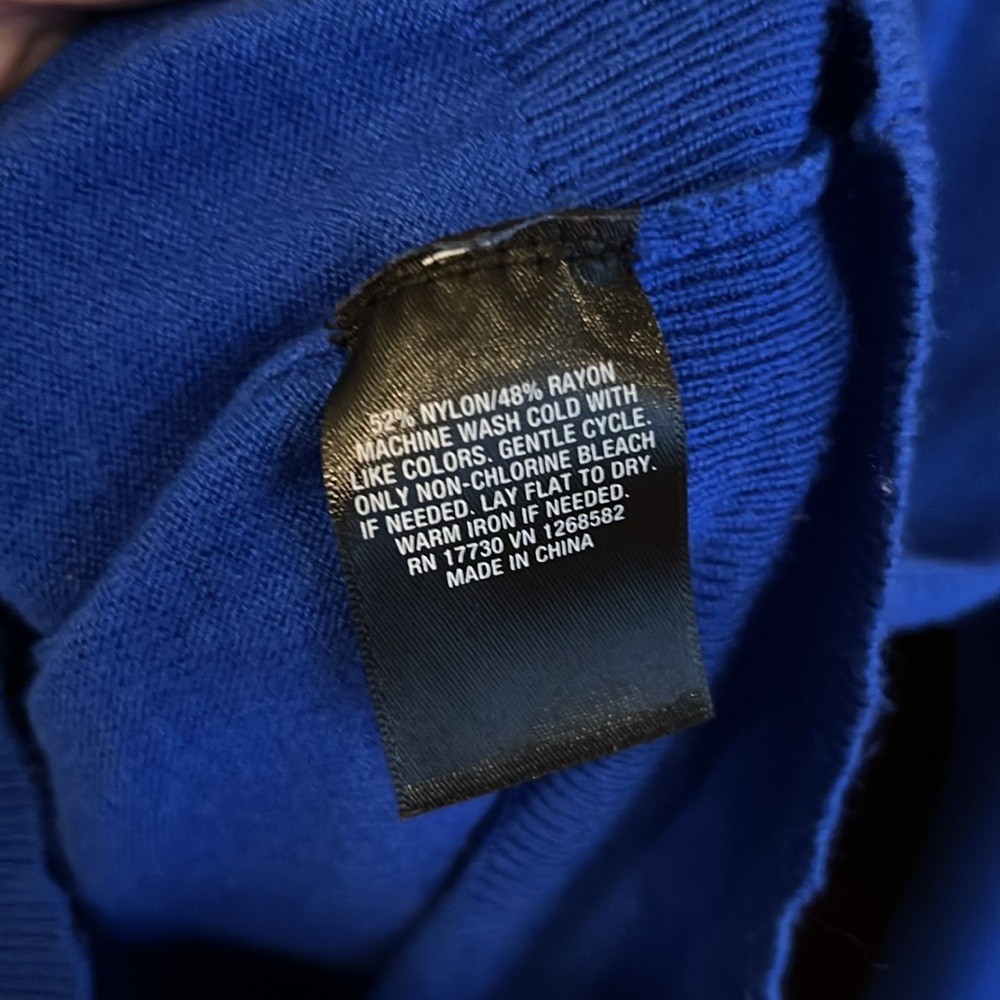 52% NYLON/48% RAYON
MACHINE WASH COLD WITH
LIKE COLORS. GENTLE CYCLE.
ONLY NON-CHLORINE BLEACH
IF NEEDED. LAY FLAT TO DRY.
WARM IRON IF NEEDED.
RN 17730 VN 1268582
MADE IN CHINA